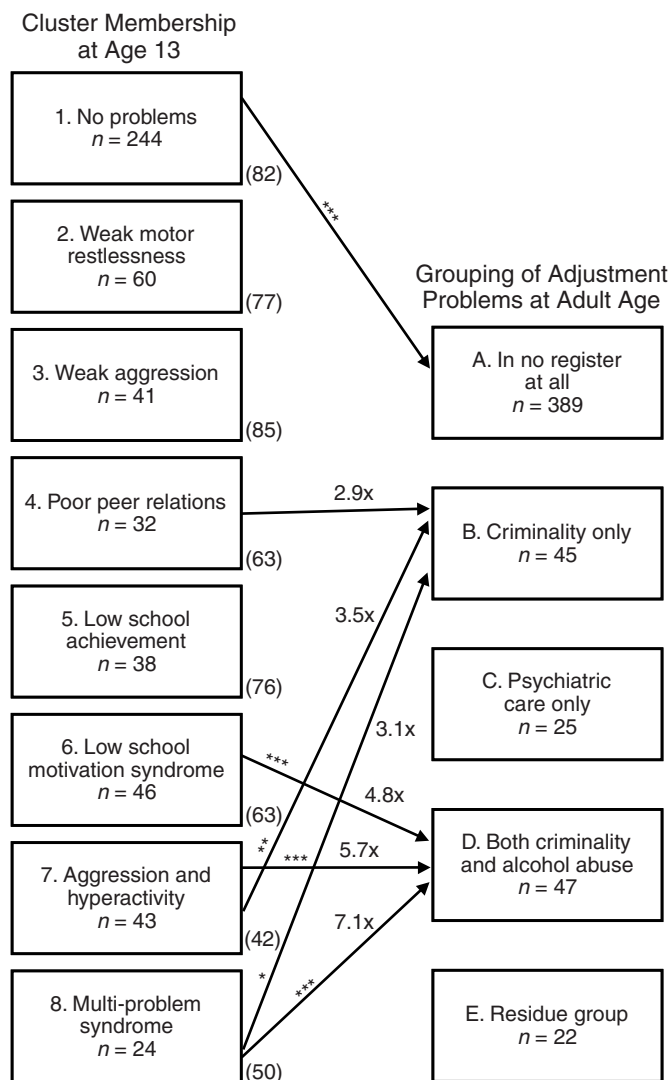 Cluster Membership
at Age 13
1. No problems
n = 244
(82)
***
2. Weak motor
restlessness
n = 60
(77)
3. Weak aggression
n = 41
(85)
4. Poor peer relations
n = 32
(63)
5. Low school
achievement
n = 38
(76)
6. Low school
motivation syndrome
n = 46
(63)
7. Aggression and
hyperactivity
n = 43
(42)
8. Multi-problem
syndrome
n = 24
(50)
2.9x
3.5x
3.1x
***
4.8x
**
***
5.7x
7.1x
*
***
Grouping of Adjustment
Problems at Adult Age
A. In no register
at all
n = 389
B. Criminality only
n = 45
C. Psychiatric
care only
n = 25
D. Both criminality
and alcohol abuse
n = 47
E. Residue group
n = 22